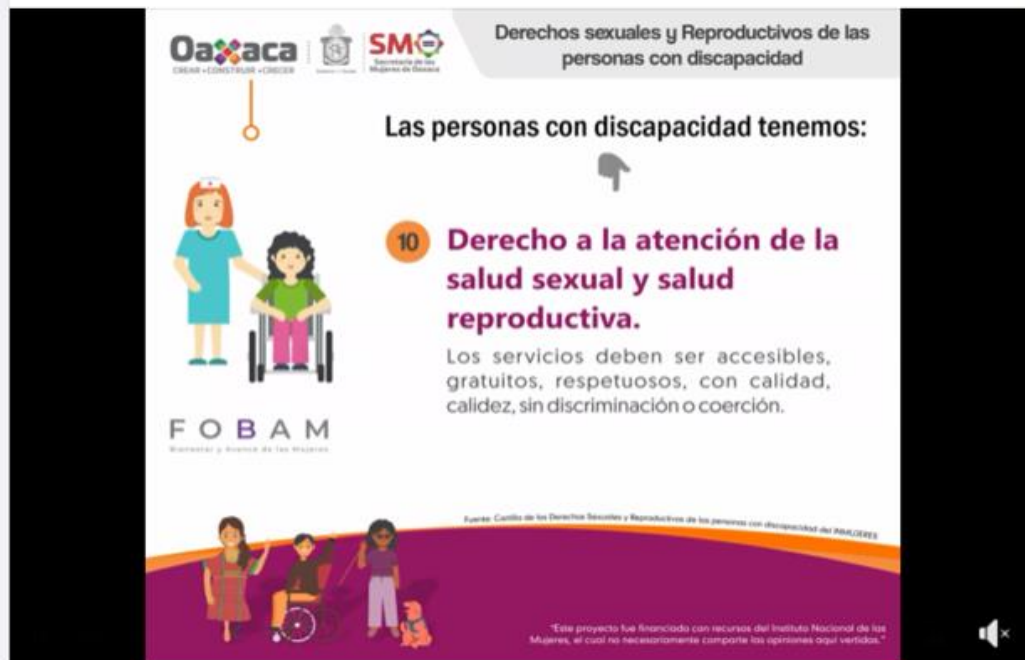 Oaxaca
CREAR • CONSTRUIR • CRECER
SMO
Secretaría de las
Mujeres de Oaxaca
Derechos sexuales y Reproductivos de las
personas con discapacidad
Las personas con discapacidad tenemos:
10
Derecho a la atención de la
salud sexual y salud
reproductiva.
Los servicios deben ser accesibles,
gratuitos, respetuosos, con calidad,
calidez, sin discriminación o coerción.
FOBAM
Bienestar y Avance de las Mujeres
Fuente: Cartilla de los Derechos Sexuales y Reproductivos de las personas con discapacidad del INMUJERES
"Este proyecto fue financiado con recursos del Instituto Nacional de las
Mujeres, el cual no necesariamente comparte las opiniones aquí vertidas."